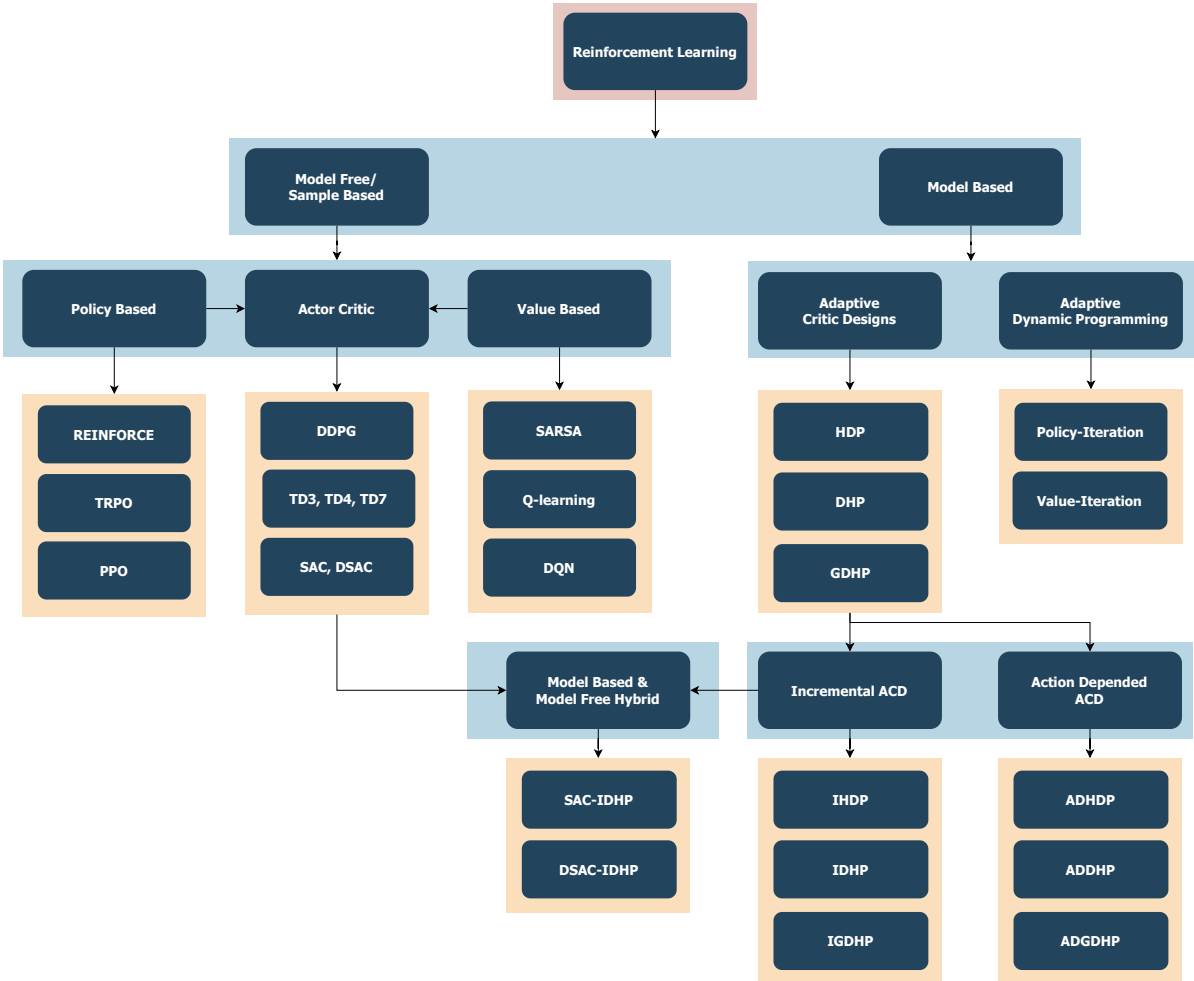 Reinforcement Learning
Model Free/
Sample Based
Model Based
Policy Based
Actor Critic
Value Based
Adaptive
Critic Designs
Adaptive
Dynamic Programming
REINFORCE
TRPO
PPO
DDPG
TD3, TD4, TD7
SAC, DSAC
SARSA
Q-learning
DQN
HDP
DHP
GDHP
Policy-Iteration
Value-Iteration
Model Based &
Model Free Hybrid
Incremental ACD
Action Depended
ACD
SAC-IDHP
DSAC-IDHP
IHDP
IDHP
IGDHP
ADHDP
ADDHP
ADGDHP